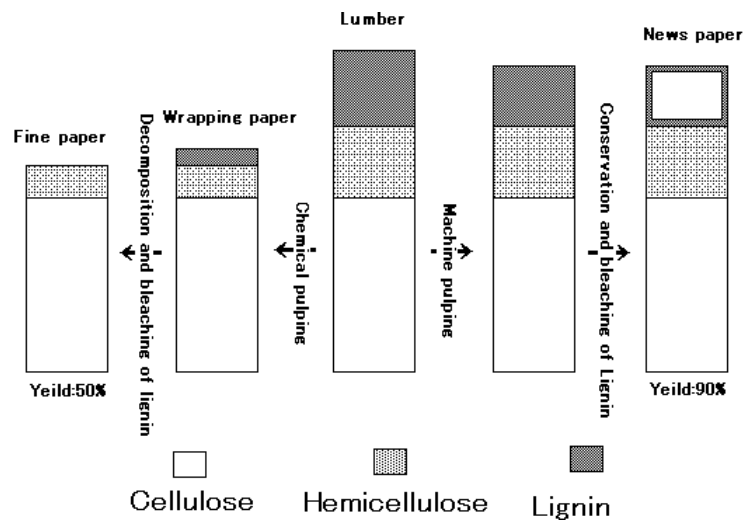 Lumber
News paper
Wrapping paper
Fine paper
Decomposition and bleaching of lignin
Chemical pulping
Machine pulping
Conservation and bleaching of Lignin
Yeild:50%
Yeild:90%
Cellulose
Hemicellulose
Lignin